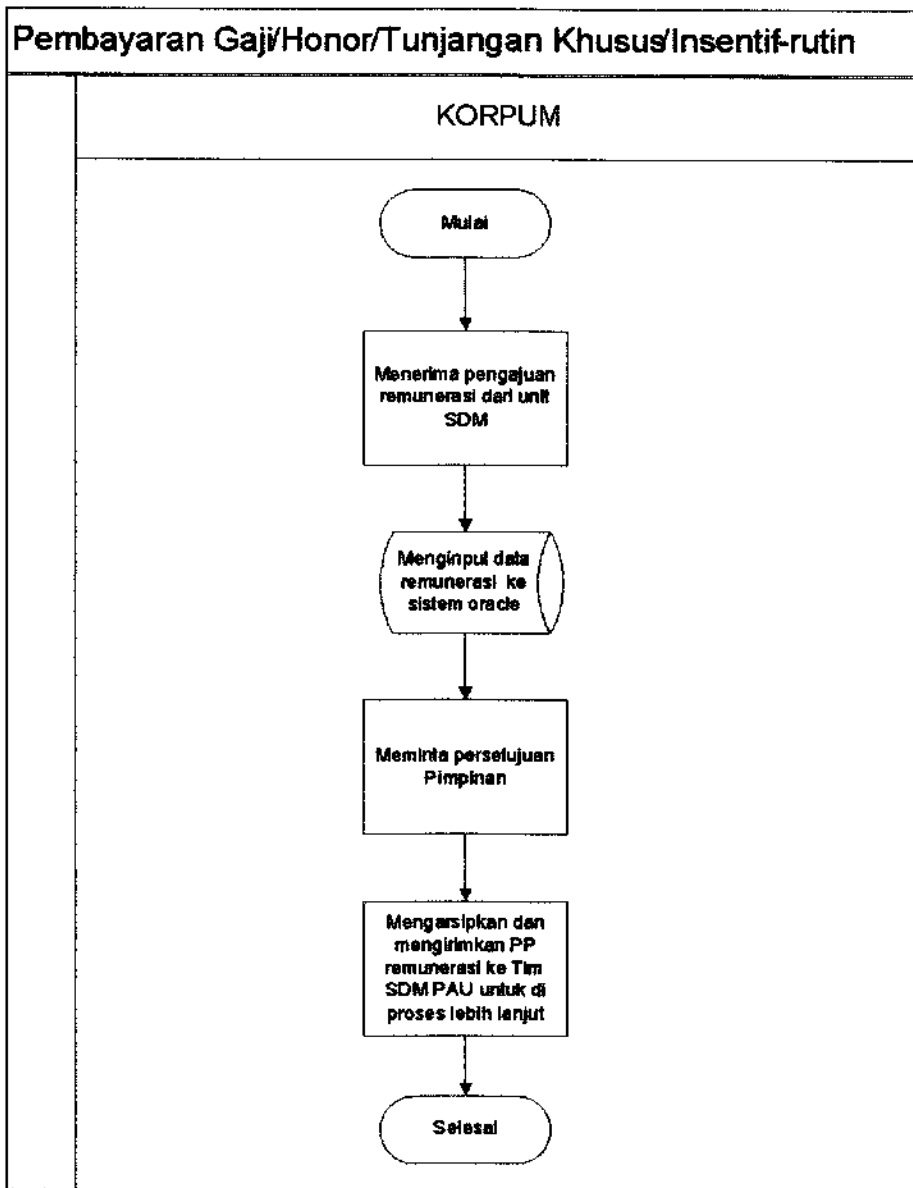 Pembayaran Gaji/Honor/Tunjangan Khusus/Insentif-rutin
KORPUM
Mulai
Menerima pengajuan
remunerasi dari unit
SDM
Menginput data
remunerasi ke
sistem oracle
Meminta persetujuan
Pimpinan
Mengarsipkan dan
mengirimkan PP
remunerasi ke Tim
SDM PAU untuk di
proses lebih lanjut
Selesai